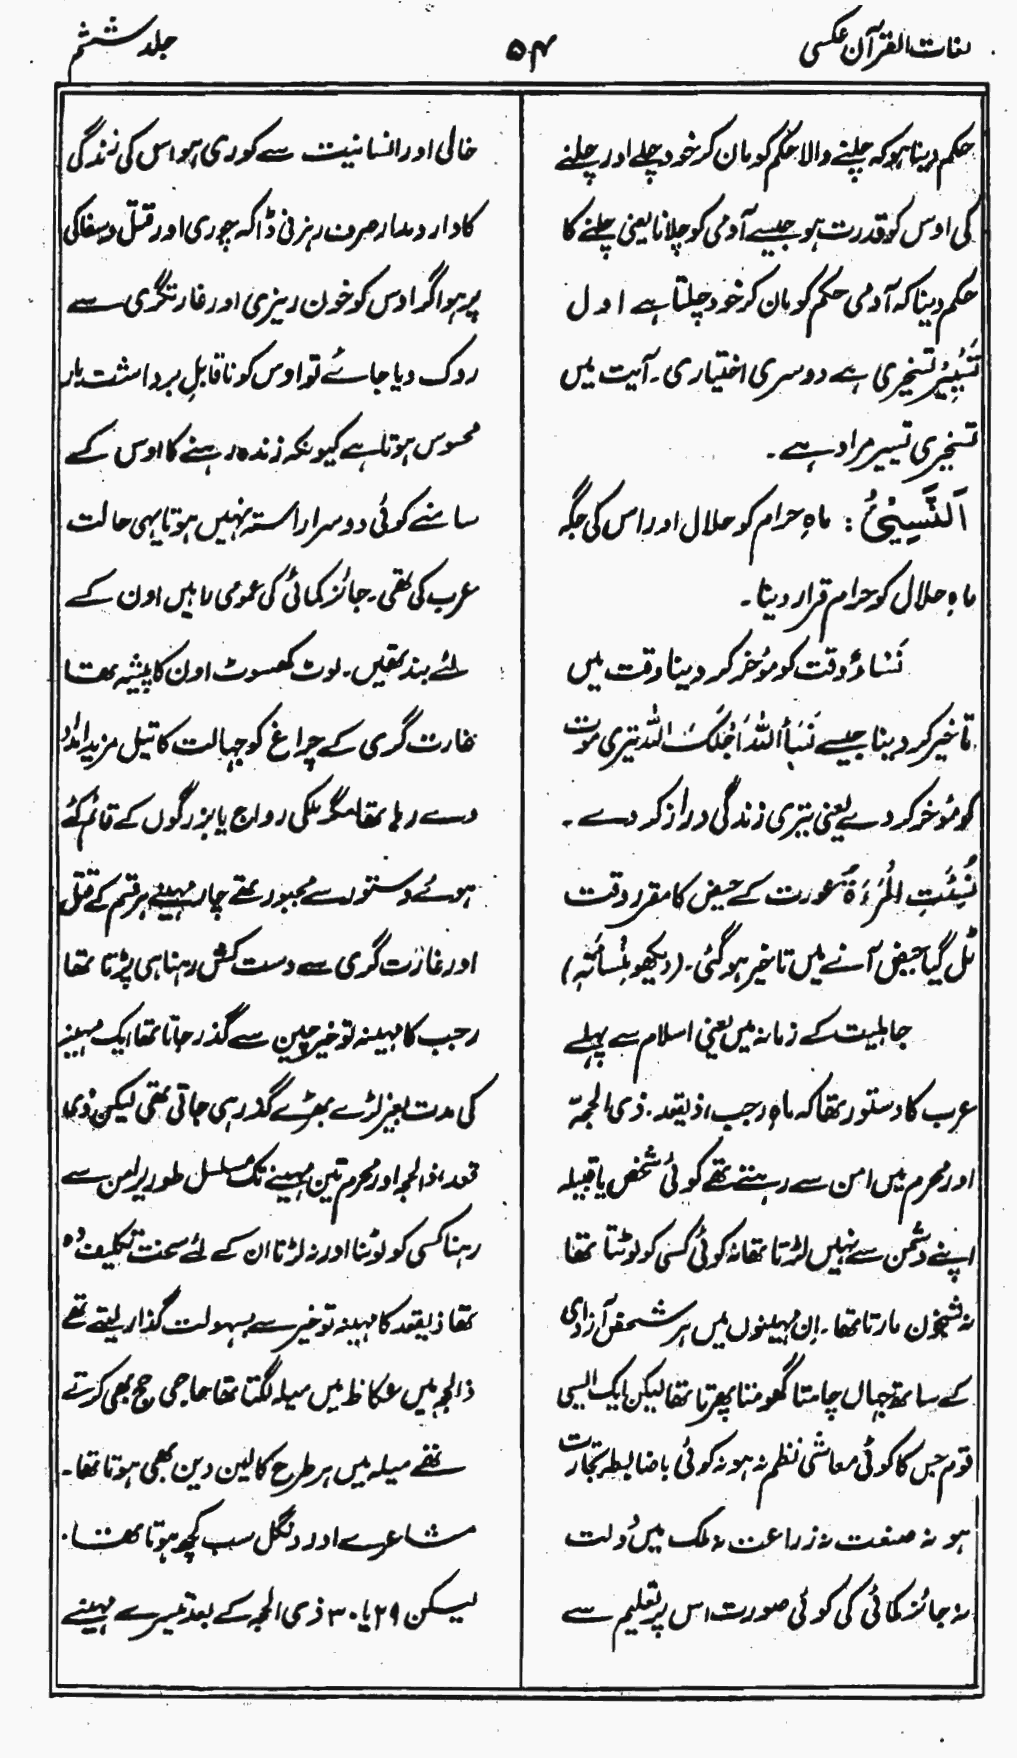 لغات القرآن عکسی
۵۴
جلد ششم
حکم دینا ہو کہ چلنے والا حکم کو مان کر خود چلے اور چلنے
کی اوس کو قدرت ہو جیسے آدمی کو چلانا یعنی چلنے کا
حکم دینا کہ آدمی حکم کو مان کر خود چلتا ہے اول
تَسْیِیْر تسخیری ہے دوسری اختیاری ۔ آیت میں
تسخیری تسییر مراد ہے ۔
اَلنَّسِیْئُ : ماہِ حرام کو حلال اور اس کی جگہ
ماہِ حلال کو حرام قرار دینا ۔
نَسَاءٌ وقت کو مؤخر کر دینا وقت میں
تاخیر کر دینا جیسے نَسَأَ اللّٰہُ اَجَلَکَ اللہ تیری موت
کو مؤخر کر دے یعنی تیری زندگی دراز کر دے ۔
نُسِئَتِ الْمَرْءَۃُ عورت کے حیض کا مقرر وقت
ٹل گیا حیض آنے میں تاخیر ہو گئی ۔ (دیکھو مِنْسَأَتَہٗ)
جاہلیت کے زمانہ میں یعنی اسلام سے پہلے
عرب کا دستور تھا کہ ماہِ رجب، ذیقعد ۔ ذی الحجہّ
اور محرم میں امن سے رہتے تھے کوئی شخص یا قبیلہ
اپنے دشمن سے نہیں لڑتا تھا نہ کوئی کسی کو لوٹتا تھا
نہ شبخون مارتا تھا ۔ اِن مہینوں میں ہر شخص آزادی
کے ساتھ جہاں چاہتا گھومتا پھرتا تھا لیکن ایک ایسی
قوم جس کا کوئی معاشی نظم نہ ہو نہ کوئی باضابطہ تجارت
ہو نہ صنعت نہ زراعت نہ ملک میں دولت
نہ جائز کمائی کی کوئی صورت اس پر تعلیم سے
خالی اور انسانیت سے کوری ہو اس کی زندگی
کا دار و مدار صرف رہزنی ڈاکہ چوری اور قتل و سفاکی
پر ہو اگر اوس کو خون ریزی اور غارتگری سے
روک دیا جائے تو اوس کو ناقابلِ برداشت بار
محسوس ہوتا ہے کیونکہ زندہ رہنے کا اوس کے
سامنے کوئی دوسرا راستہ نہیں ہوتا یہی حالت
عرب کی تھی ۔ جائز کمائی کی عمومی راہیں اون کے
لئے بند تھیں ۔ لوٹ کھسوٹ اون کا پیشہ تھا
غارت گری کے چراغ کو جہالت کا تیل مزید امداد
دے رہا تھا مگر ملکی رواج یا بزرگوں کے قائم کئے
ہوئے دستور سے مجبور تھے چار مہینے ہر قسم کے قتل
اور غارت گری سے دست کش رہنا ہی پڑتا تھا
رجب کا مہینہ تو خیر چین سے گذر جاتا تھا ایک مہینہ
کی مدت بغیر لڑے بھڑے گذر ہی جاتی تھی لیکن ذی
قعد، ذالحجہ اور محرم تین مہینے تک مسلسل طور پر امن سے
رہنا کسی کو لوٹنا اور نہ لڑنا ان کے لئے سخت تکلیف دہ
تھا ذیقعد کا مہینہ تو خیر سے بسہولت گذار لیتے تھے
ذالحجہ میں عکاظ میں میلہ لگتا تھا حاجی حج بھی کرتے
تھے میلہ میں ہر طرح کا لین دین بھی ہوتا تھا ۔
مشاعرے اور دنگل سب کچھ ہوتا تھا ۔
لیکن ۲۹ یا ۳۰ ذی الحجہ کے بعد تیسرے مہینے